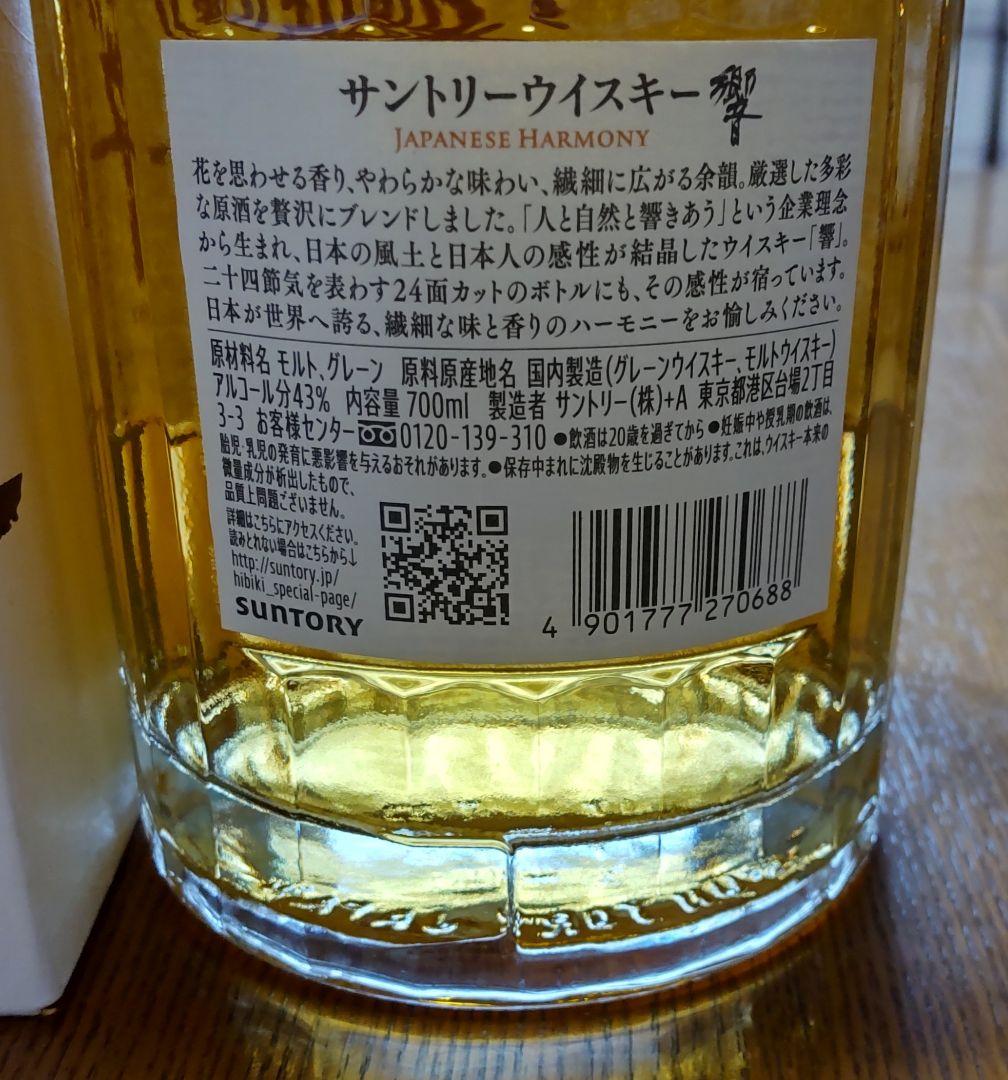 サントリーウイスキー響
JAPANESE HARMONY
花を思わせる香り、やわらかな味わい、繊細に広がる余韻。厳選した多彩
な原酒を贅沢にブレンドしました。「人と自然と響きあう」という企業理念
から生まれ、日本の風土と日本人の感性が結晶したウイスキー「響」。
二十四節気を表わす24面カットのボトルにも、その感性が宿っています。
日本が世界へ誇る、繊細な味と香りのハーモニーをお愉しみください。
原材料名 モルト、グレーン 原料原産地名 国内製造(グレーンウイスキー、モルトウイスキー)
アルコール分43% 内容量 700ml 製造者 サントリー(株)+A 東京都港区台場2丁目
3-3 お客様センター 0120-139-310 ●飲酒は20歳を過ぎてから ●妊娠中や授乳期の飲酒は、
胎児・乳児の発育に悪影響を与えるおそれがあります。●保存中まれに沈殿物を生じることがあります。これは、ウイスキー本来の
微量成分が析出したもので、
品質上問題ございません。
詳細はこちらにアクセスください。
読みとれない場合はこちらから↓
http://suntory.jp/
hibiki_special-page/
SUNTORY
4 901777 270688